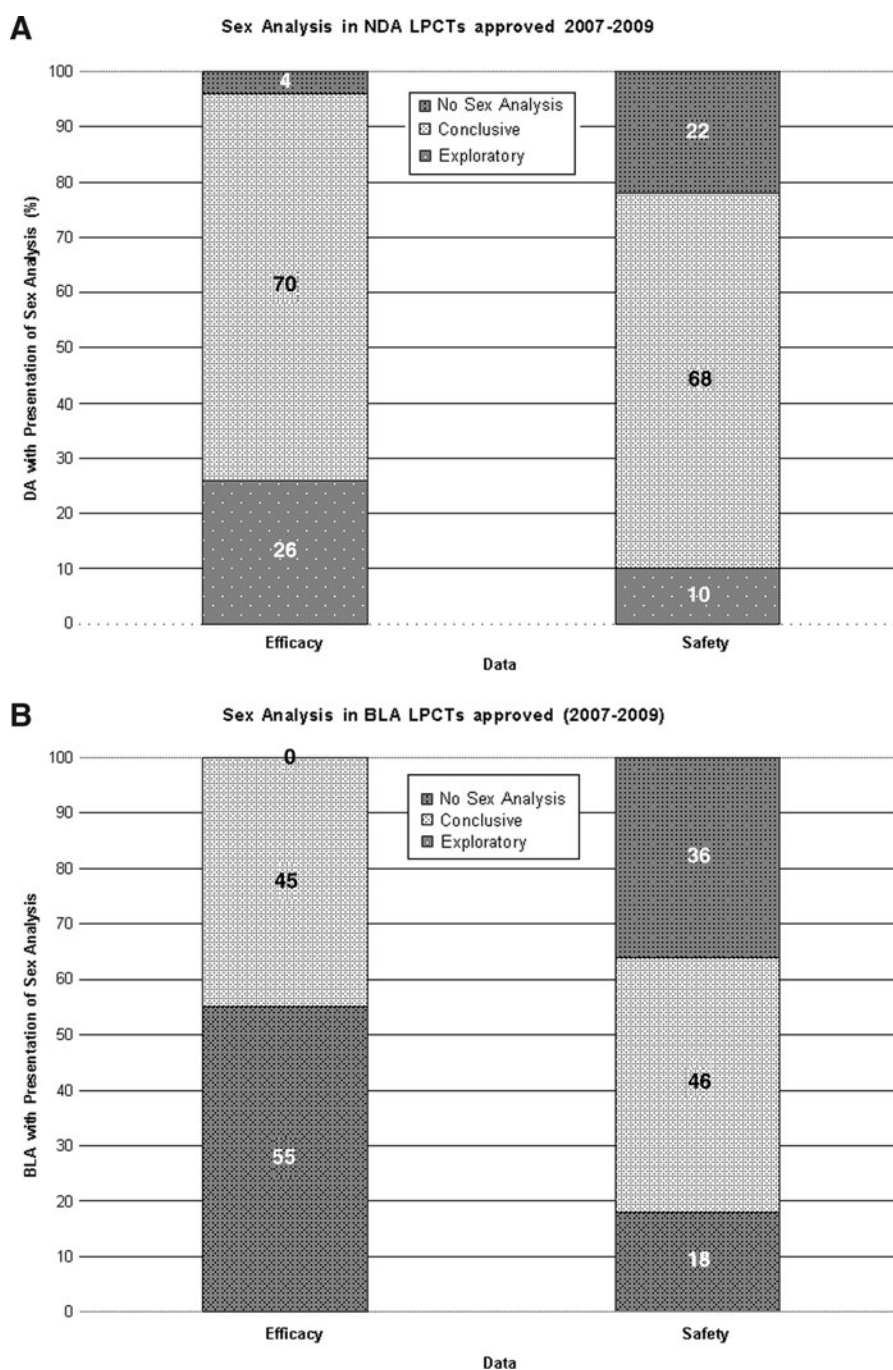 A
Sex Analysis in NDA LPCTs approved 2007-2009
DA with Presentation of Sex Analysis (%)
100
90
80
70
60
50
40
30
20
10
0
No Sex Analysis
Conclusive
Exploratory
4
70
26
22
68
10
Efficacy
Safety
Data
B
Sex Analysis in BLA LPCTs approved (2007-2009)
BLA with Presentation of Sex Analysis
100
90
80
70
60
50
40
30
20
10
0
No Sex Analysis
Conclusive
Exploratory
0
45
55
36
46
18
Efficacy
Safety
Data